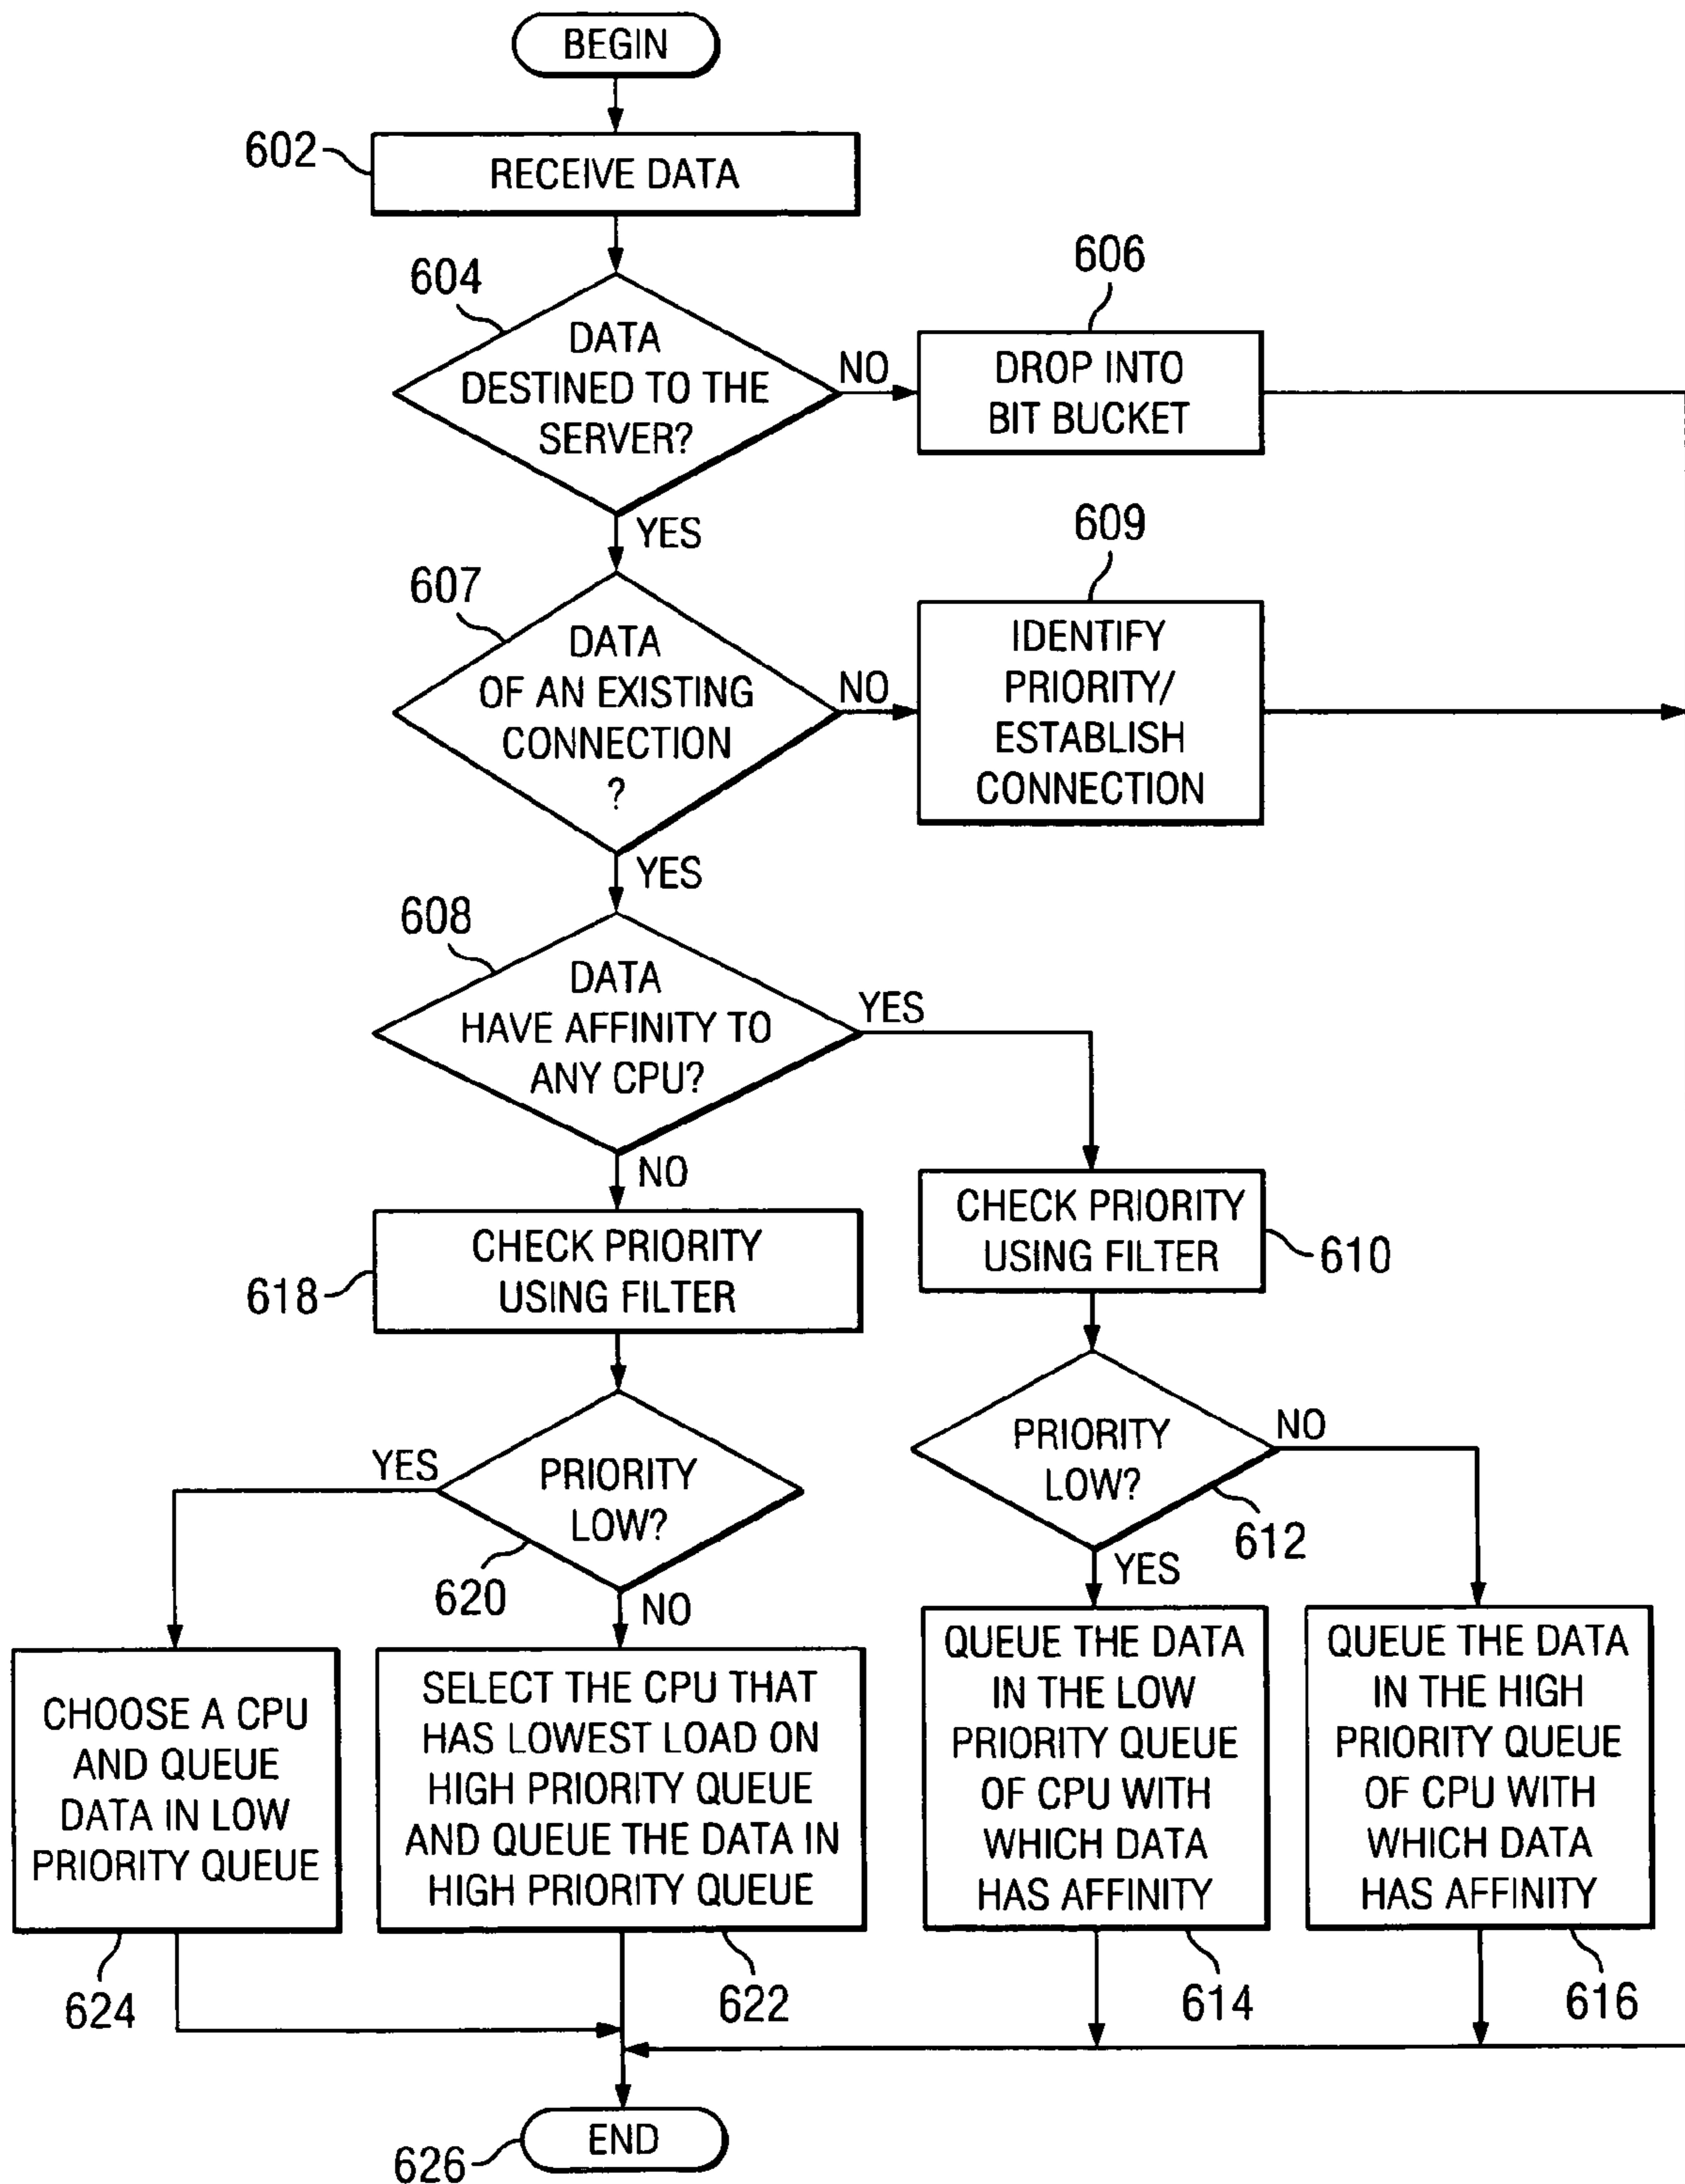 BEGIN
602
RECEIVE DATA
604
DATA
DESTINED TO THE
SERVER?
NO
606
DROP INTO
BIT BUCKET
YES
607
DATA
OF AN EXISTING
CONNECTION
?
NO
609
IDENTIFY
PRIORITY/
ESTABLISH
CONNECTION
YES
608
DATA
HAVE AFFINITY TO
ANY CPU?
YES
NO
CHECK PRIORITY
USING FILTER
618
CHECK PRIORITY
USING FILTER
610
YES
PRIORITY
LOW?
620
NO
PRIORITY
LOW?
NO
612
YES
CHOOSE A CPU
AND QUEUE
DATA IN LOW
PRIORITY QUEUE
624
SELECT THE CPU THAT
HAS LOWEST LOAD ON
HIGH PRIORITY QUEUE
AND QUEUE THE DATA IN
HIGH PRIORITY QUEUE
622
QUEUE THE DATA
IN THE LOW
PRIORITY QUEUE
OF CPU WITH
WHICH DATA
HAS AFFINITY
614
QUEUE THE DATA
IN THE HIGH
PRIORITY QUEUE
OF CPU WITH
WHICH DATA
HAS AFFINITY
616
END
626